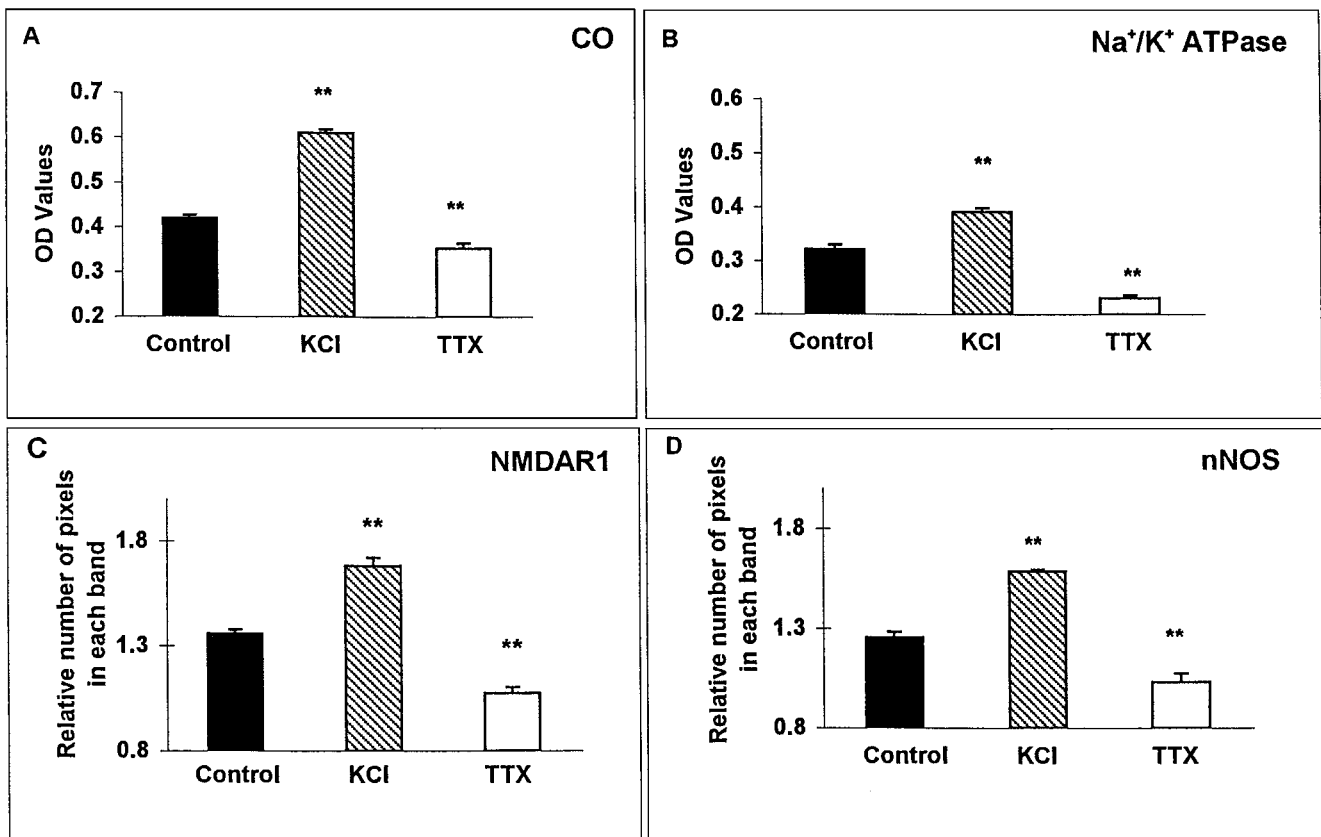 A
CO
OD Values
0.7
0.6
0.5
0.4
0.3
0.2
**
**
Control KCl TTX
B
Na⁺/K⁺ ATPase
OD Values
0.6
0.5
0.4
0.3
0.2
**
**
Control KCl TTX
C
NMDAR1
Relative number of pixels
in each band
1.8
1.3
0.8
**
**
Control KCl TTX
D
nNOS
Relative number of pixels
in each band
1.8
1.3
0.8
**
**
Control KCl TTX